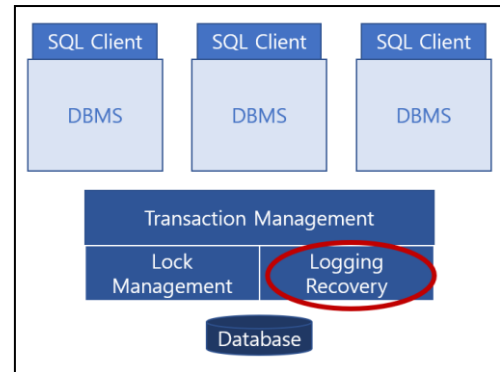 SQL Client
SQL Client
SQL Client
DBMS
DBMS
DBMS
Transaction Management
Lock
Management
Logging
Recovery
Database